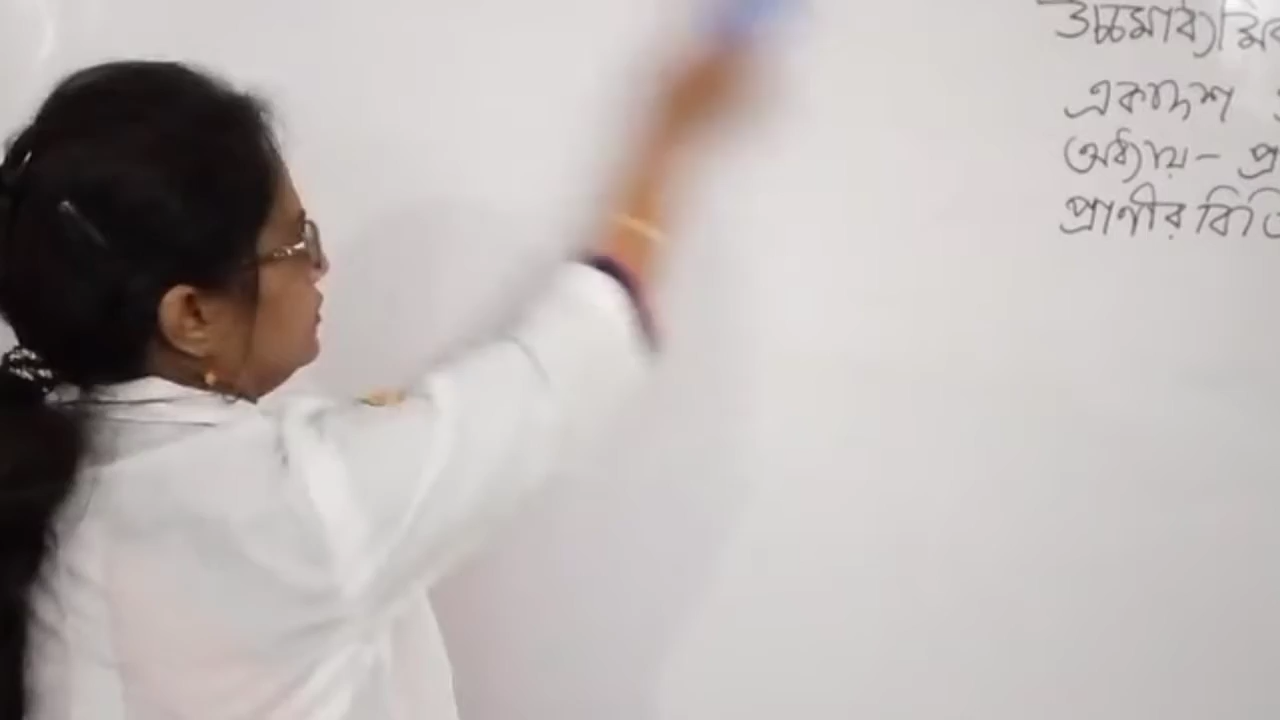 উচ্চমাধ্যমিক
একাদশ
অধ্যায় - প্র
প্রাণীর বি